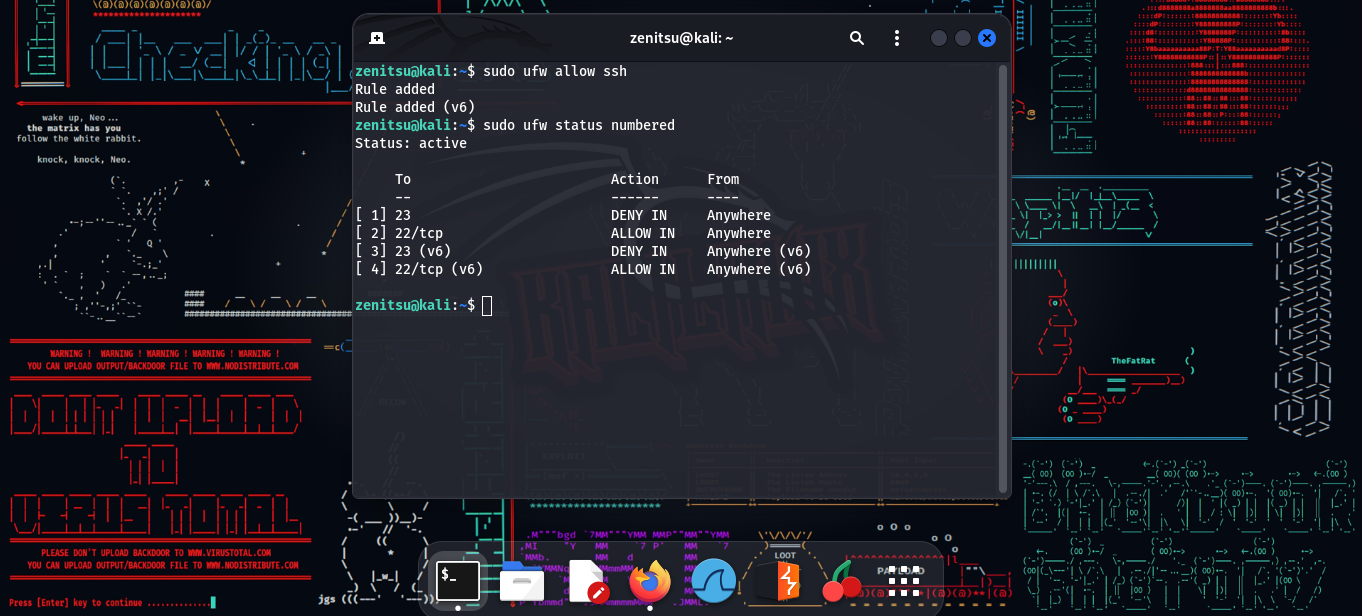 zenitsu@kali: ~
zenitsu@kali:~$ sudo ufw allow ssh
Rule added
Rule added (v6)
zenitsu@kali:~$ sudo ufw status numbered
Status: active
To Action From
-- ------ ----
[ 1] 23 DENY IN Anywhere
[ 2] 22/tcp ALLOW IN Anywhere
[ 3] 23 (v6) DENY IN Anywhere (v6)
[ 4] 22/tcp (v6) ALLOW IN Anywhere (v6)
zenitsu@kali:~$
\(@)(@)(@)(@)(@)(@)
Checking
wake up, Neo...
the matrix has you
follow the white rabbit.
knock, knock, Neo.
WARNING ! WARNING ! WARNING ! WARNING ! WARNING !
YOU CAN UPLOAD OUTPUT/BACKDOOR FILE TO WWW.NODISTRIBUTE.COM
PLEASE DON'T UPLOAD BACKDOOR TO WWW.VIRUSTOTAL.COM
YOU CAN UPLOAD OUTPUT/BACKDOOR FILE TO WWW.NODISTRIBUTE.COM
Press [Enter] key to continue ..............
TheFatRat
jgs
LOOT
PAYLOAD
$_